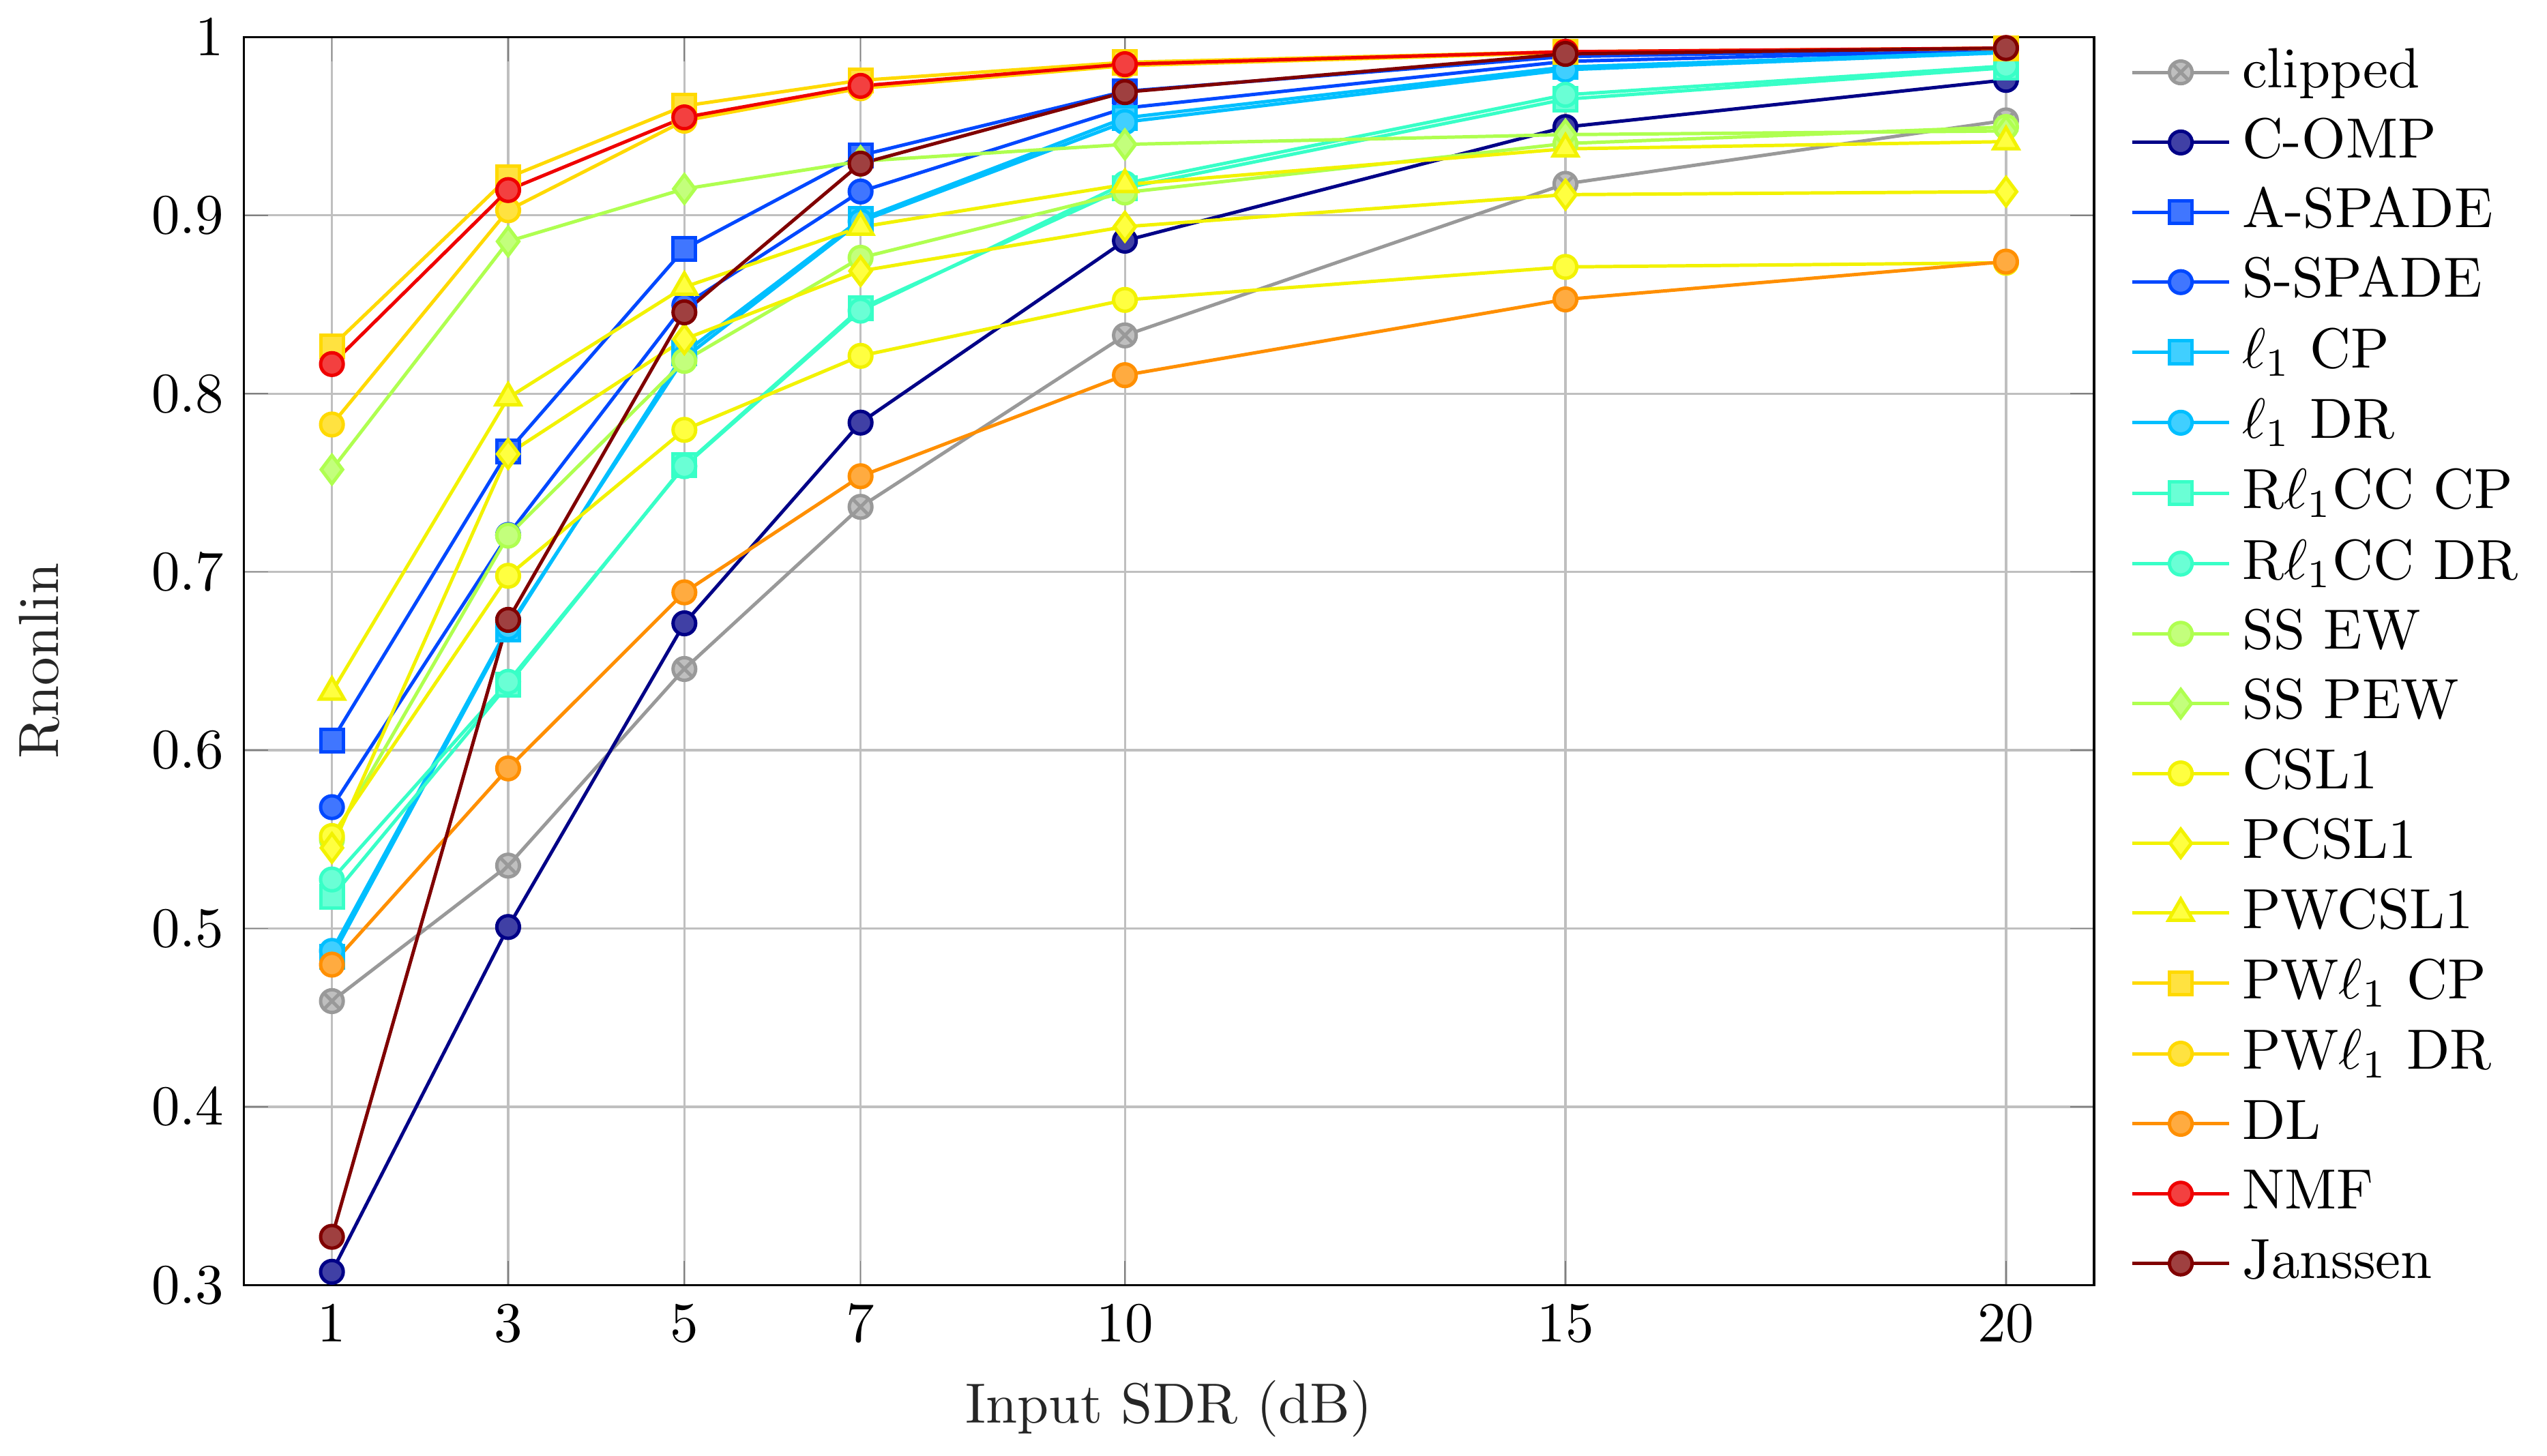 Rnonlin
1
0.9
0.8
0.7
0.6
0.5
0.4
0.3
1 3 5 7 10 15 20
Input SDR (dB)
clipped
C-OMP
A-SPADE
S-SPADE
ℓ₁ CP
ℓ₁ DR
Rℓ₁CC CP
Rℓ₁CC DR
SS EW
SS PEW
CSL1
PCSL1
PWCSL1
PWℓ₁ CP
PWℓ₁ DR
DL
NMF
Janssen